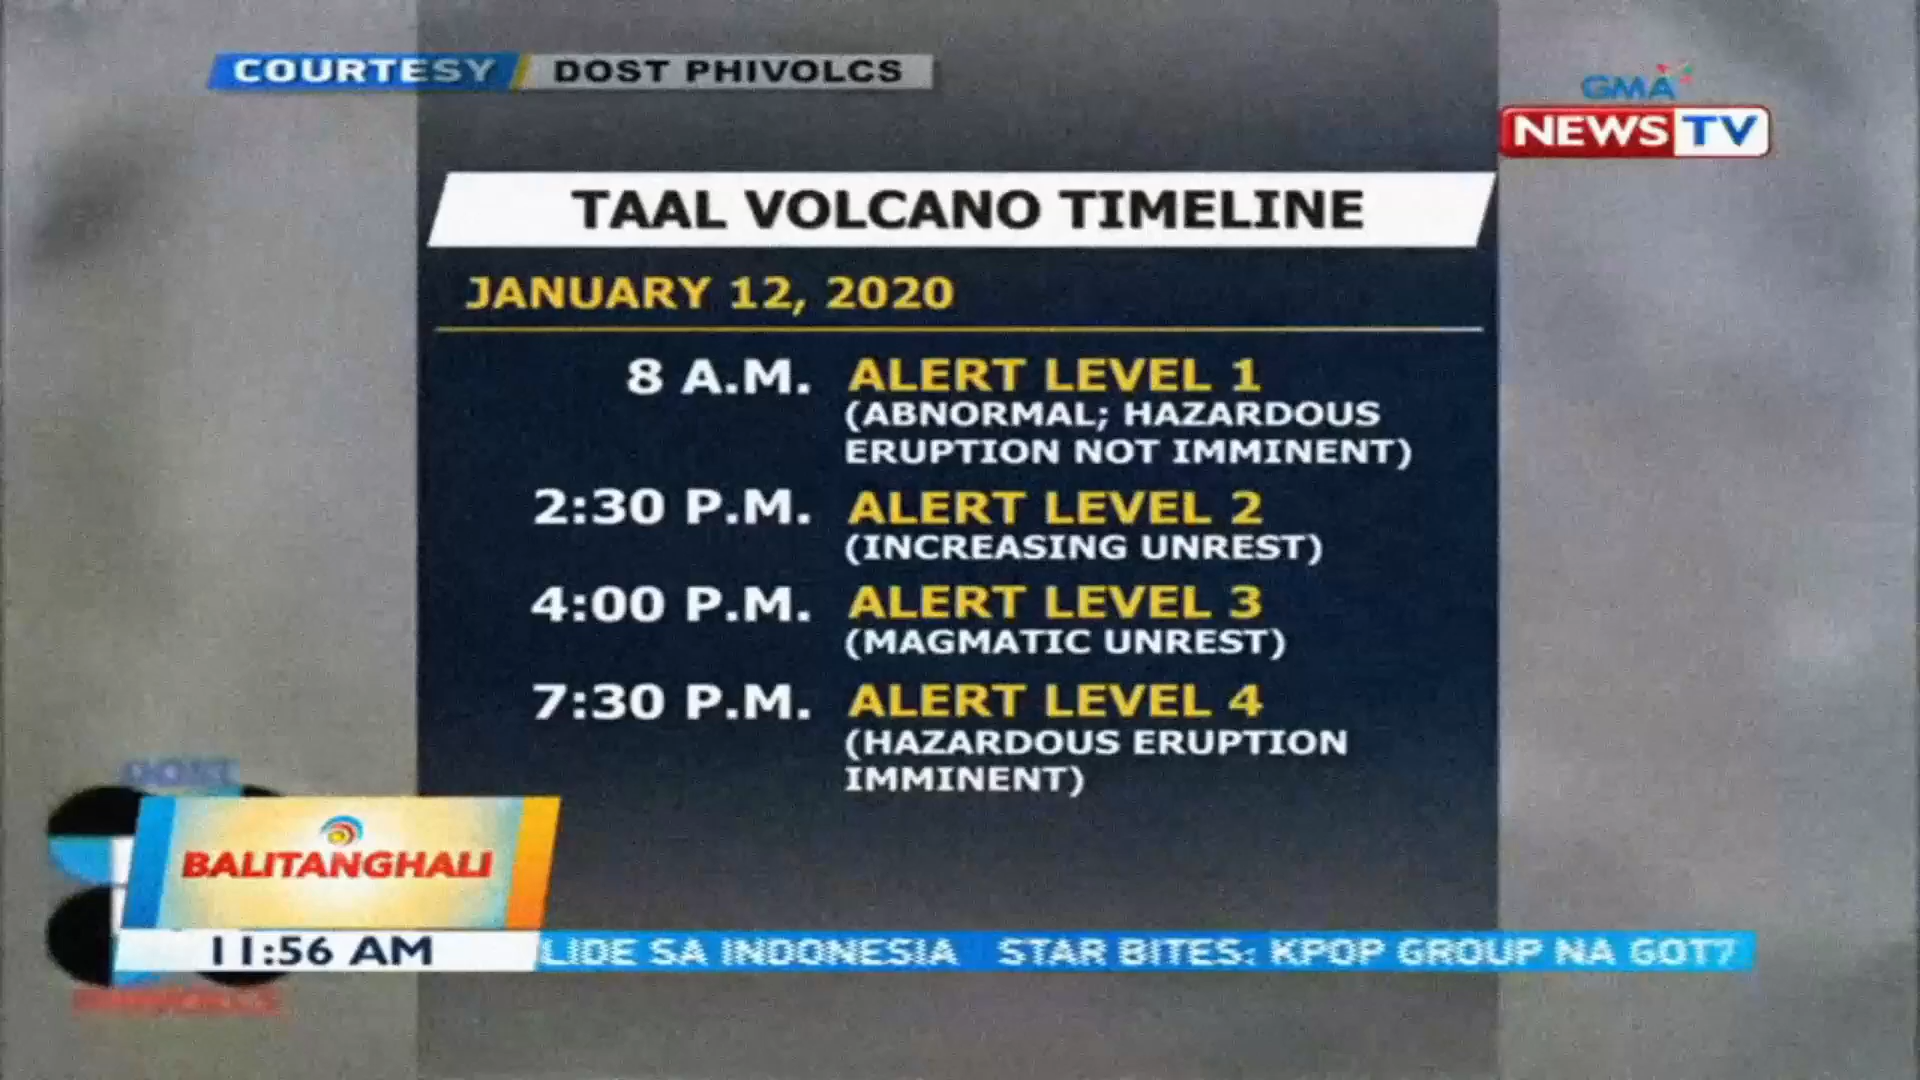 COURTESY DOST PHIVOLCS
GMA
NEWS TV
TAAL VOLCANO TIMELINE
JANUARY 12, 2020
8 A.M. ALERT LEVEL 1
(ABNORMAL; HAZARDOUS
ERUPTION NOT IMMINENT)
2:30 P.M. ALERT LEVEL 2
(INCREASING UNREST)
4:00 P.M. ALERT LEVEL 3
(MAGMATIC UNREST)
7:30 P.M. ALERT LEVEL 4
(HAZARDOUS ERUPTION
IMMINENT)
DOST
BALITANGHALI
11:56 AM LIDE SA INDONESIA STAR BITES: KPOP GROUP NA GOT7